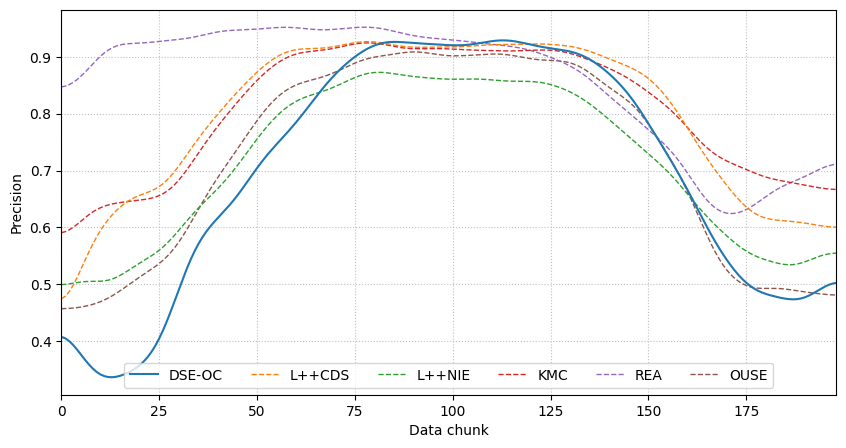 Precision
0.9
0.8
0.7
0.6
0.5
0.4
DSE-OC L++CDS L++NIE KMC REA OUSE
0 25 50 75 100 125 150 175
Data chunk